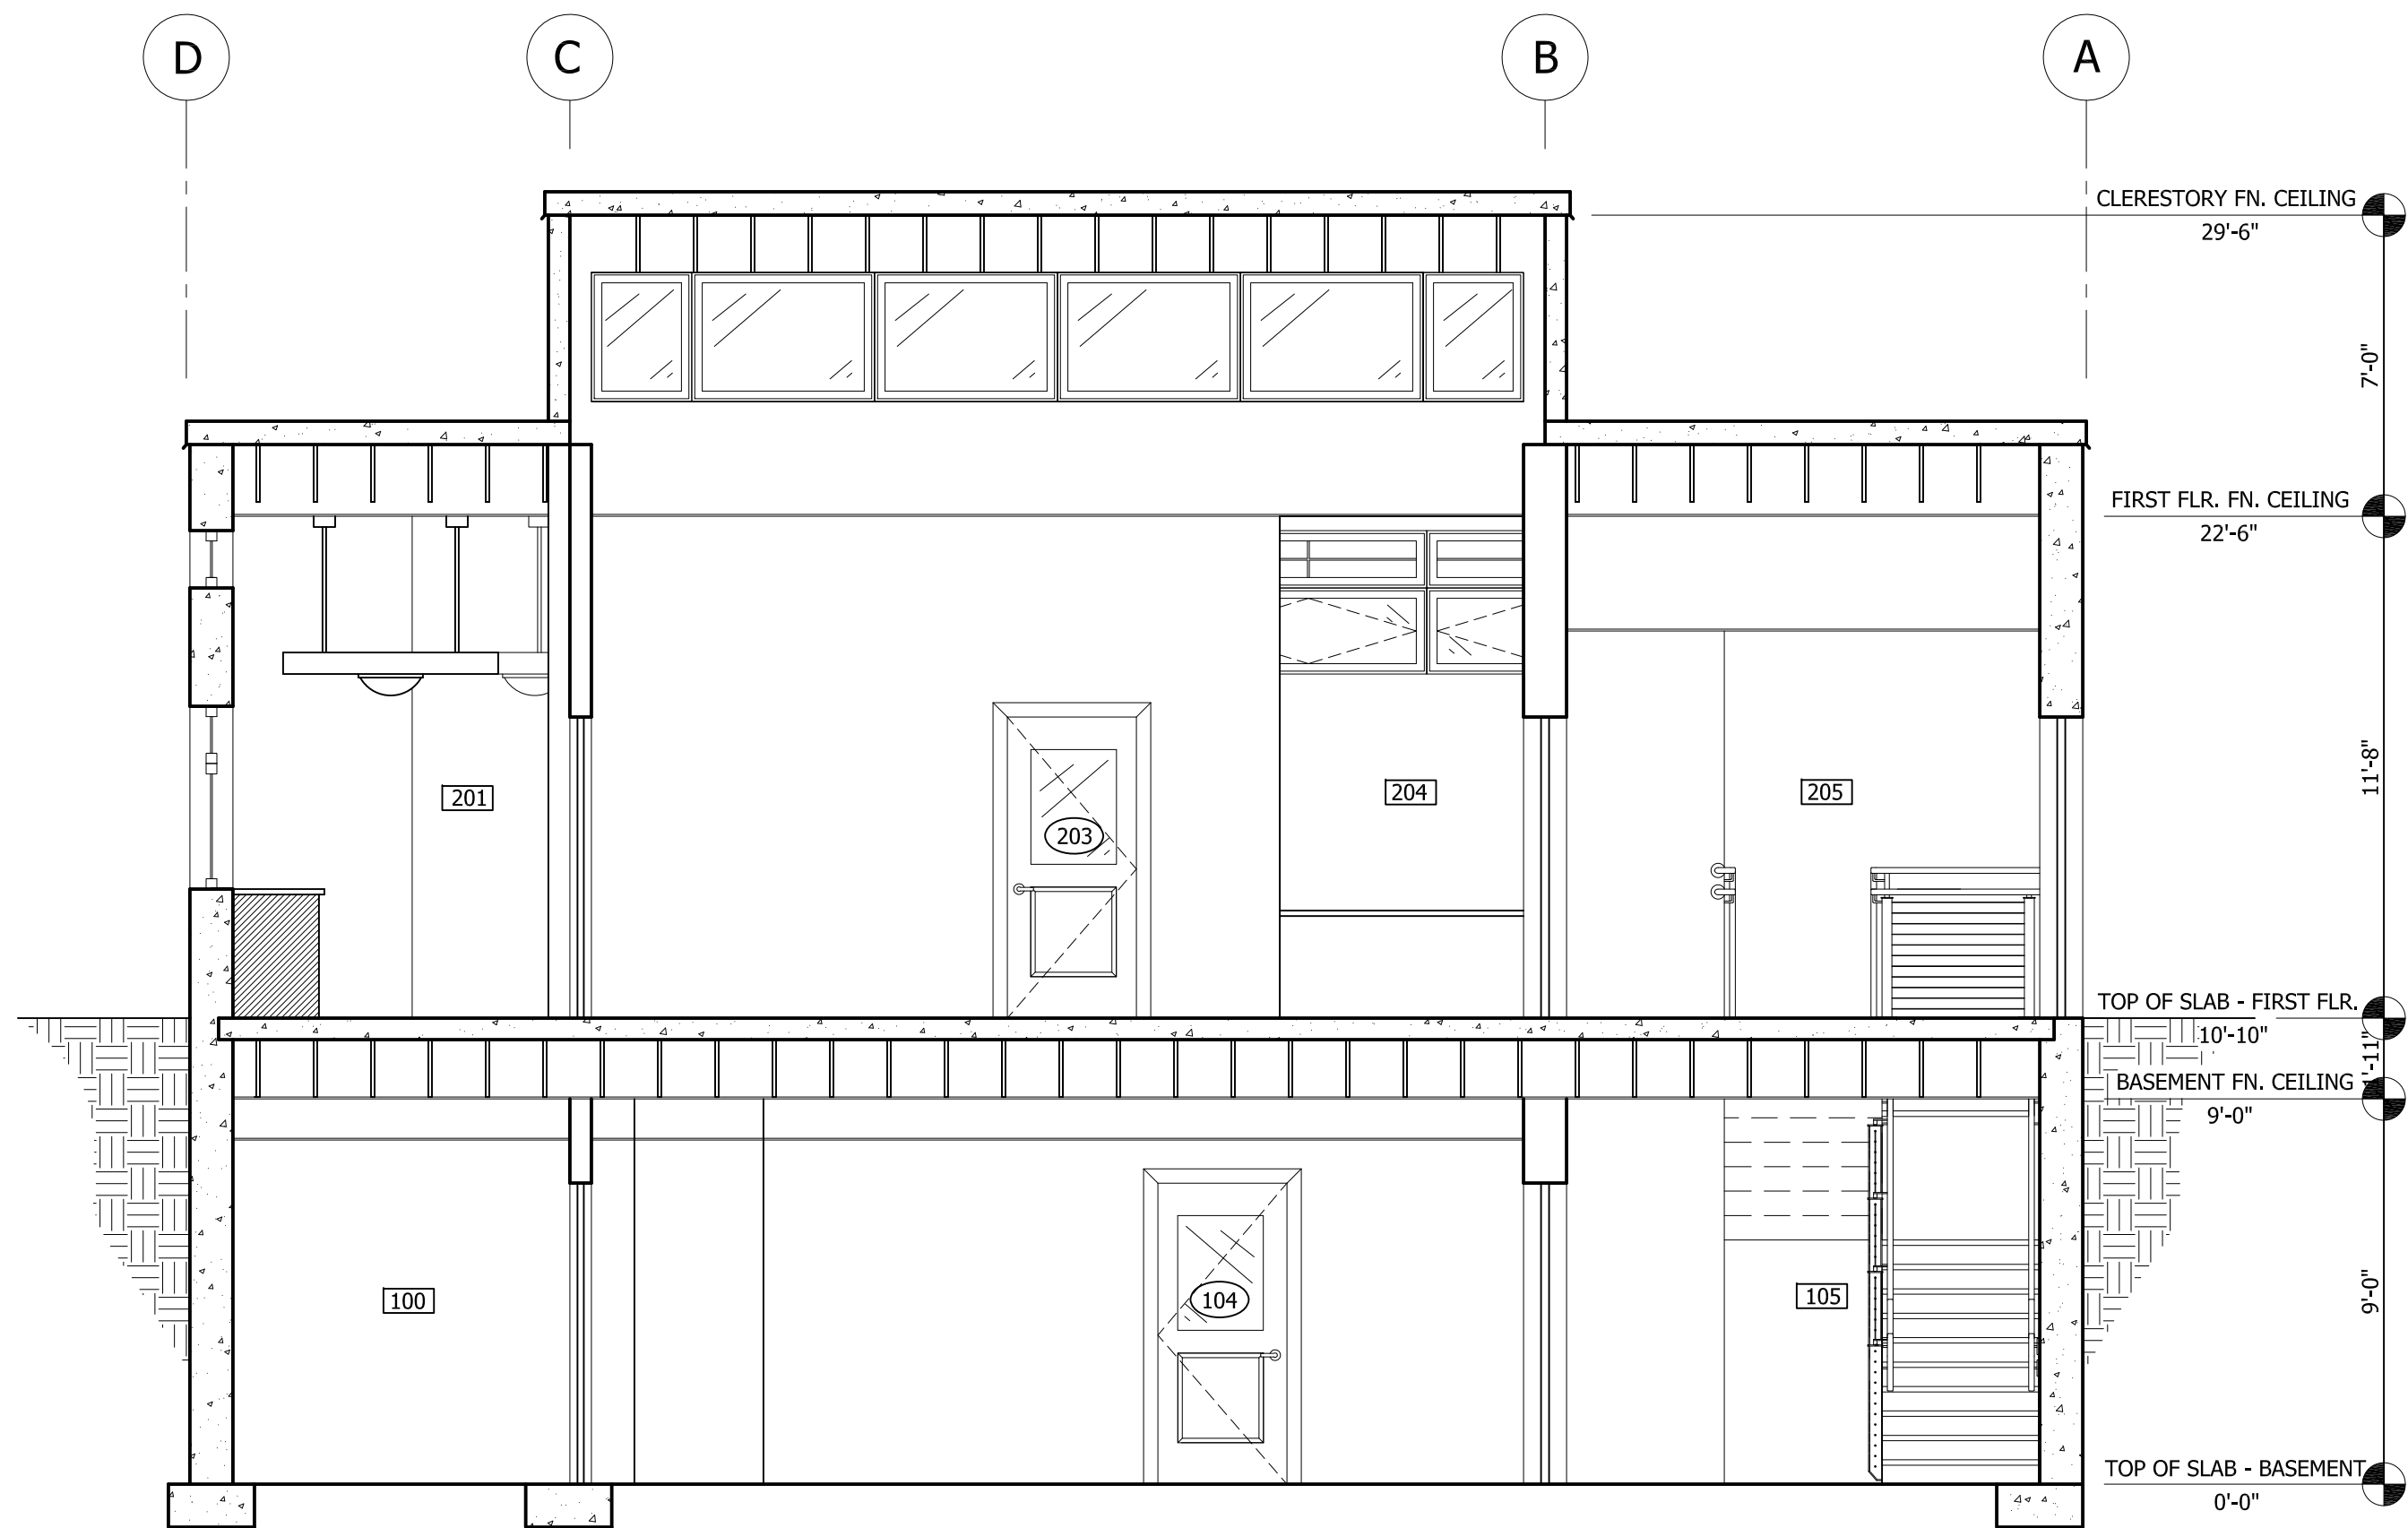 D
C
B
A
CLERESTORY FN. CEILING
29'-6"
7'-0"
FIRST FLR. FN. CEILING
22'-6"
11'-8"
201
203
204
205
TOP OF SLAB - FIRST FLR.
10'-10"
1'-11"
BASEMENT FN. CEILING
9'-0"
100
104
105
9'-0"
TOP OF SLAB - BASEMENT
0'-0"